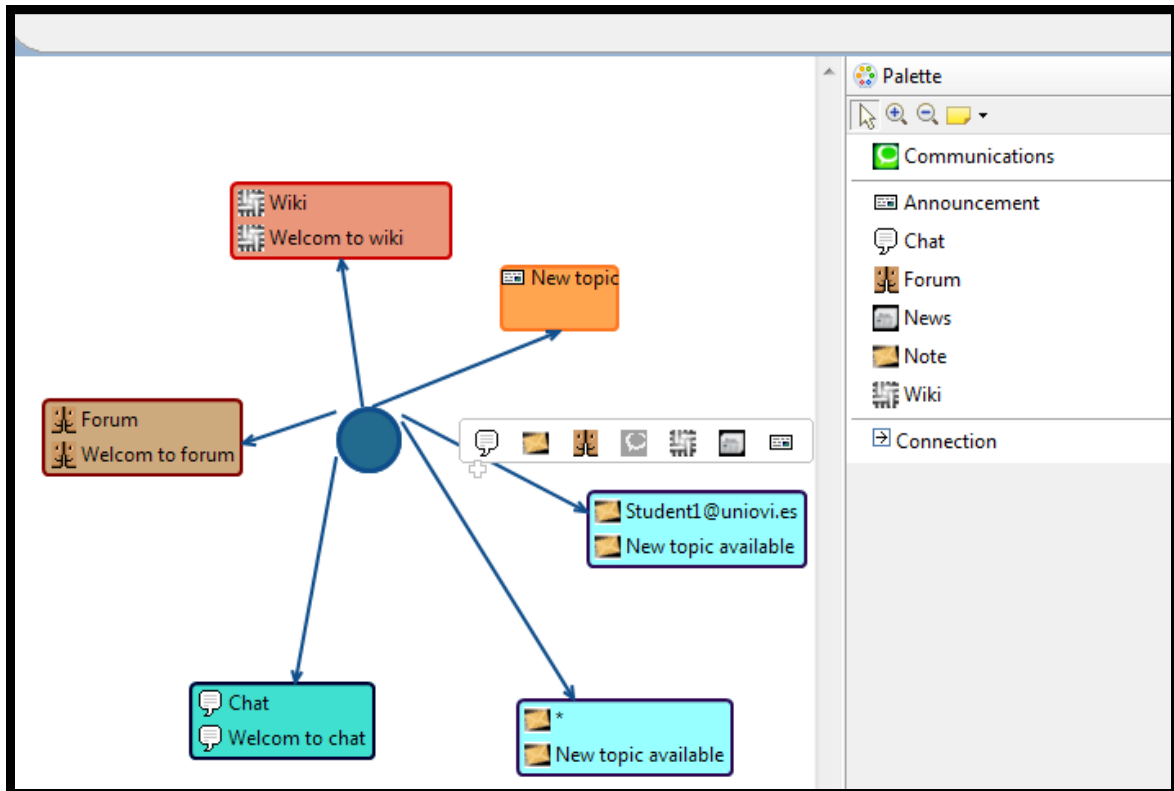 Palette
Communications
Announcement
Chat
Forum
News
Note
Wiki
Connection
Wiki
Welcom to wiki
New topic
Forum
Welcom to forum
Student1@uniovi.es
New topic available
Chat
Welcom to chat
*
New topic available